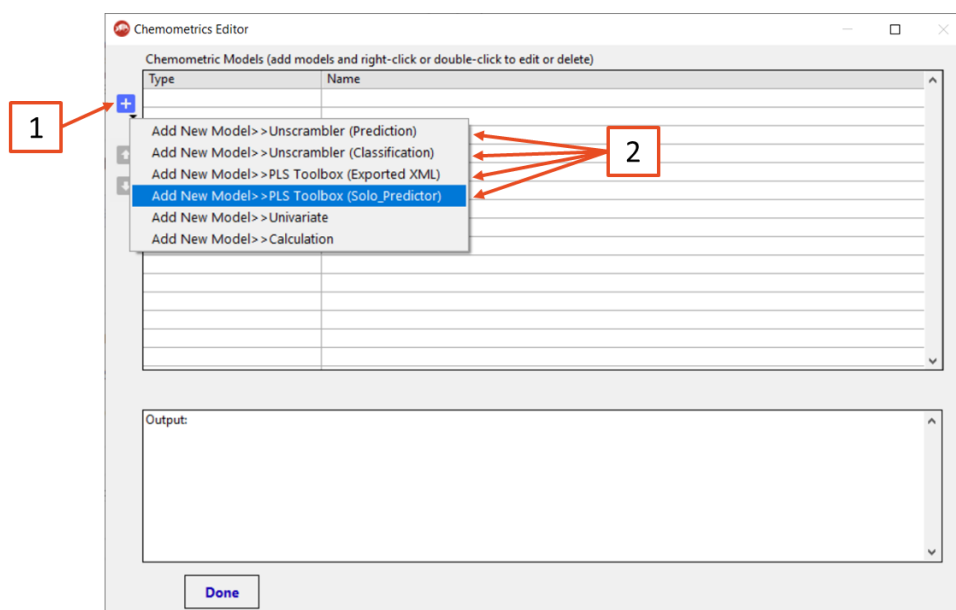 Chemometrics Editor
Chemometric Models (add models and right-click or double-click to edit or delete)
Type Name
1
Add New Model>>Unscrambler (Prediction)
Add New Model>>Unscrambler (Classification)
2
Add New Model>>PLS Toolbox (Exported XML)
Add New Model>>PLS Toolbox (Solo_Predictor)
Add New Model>>Univariate
Add New Model>>Calculation
Output:
Done